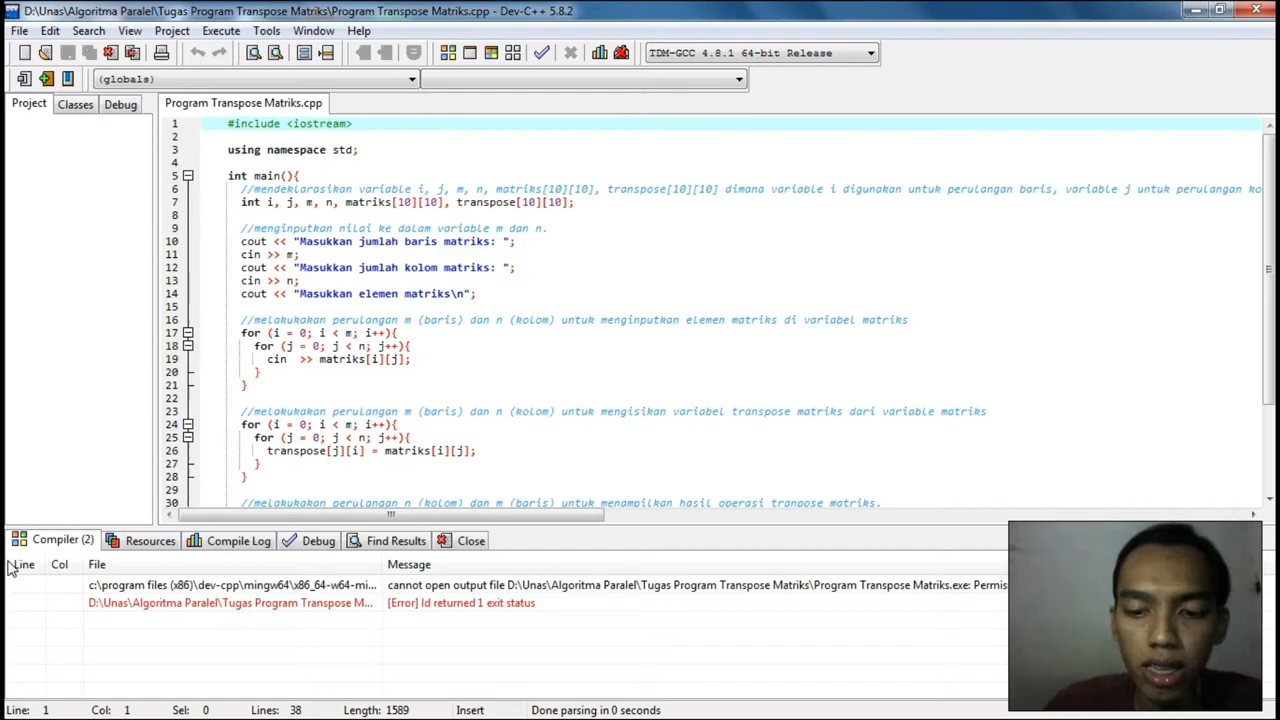 D:\Unas\Algoritma Paralel\Tugas Program Transpose Matriks\Program Transpose Matriks.cpp - Dev-C++ 5.8.2
File Edit Search View Project Execute Tools Window Help
TDM-GCC 4.8.1 64-bit Release
(globals)
Project Classes Debug Program Transpose Matriks.cpp
1 #include <iostream>
2
3 using namespace std;
4
5 int main(){
6 //mendeklarasikan variable i, j, m, n, matriks[10][10], transpose[10][10] dimana variable i digunakan untuk perulangan baris, variable j untuk perulangan ko
7 int i, j, m, n, matriks[10][10], transpose[10][10];
8
9 //menginputkan nilai ke dalam variable m dan n.
10 cout << "Masukkan jumlah baris matriks: ";
11 cin >> m;
12 cout << "Masukkan jumlah kolom matriks: ";
13 cin >> n;
14 cout << "Masukkan elemen matriks\n";
15
16 //melakukakan perulangan m (baris) dan n (kolom) untuk menginputkan elemen matriks di variabel matriks
17 for (i = 0; i < m; i++){
18 for (j = 0; j < n; j++){
19 cin >> matriks[i][j];
20 }
21 }
22
23 //melakukakan perulangan m (baris) dan n (kolom) untuk mengisikan variabel transpose matriks dari variable matriks
24 for (i = 0; i < m; i++){
25 for (j = 0; j < n; j++){
26 transpose[j][i] = matriks[i][j];
27 }
28 }
29
30 //melakukakan perulangan n (kolom) dan m (baris) untuk menampilkan hasil operasi tranpose matriks.
Compiler (2) Resources Compile Log Debug Find Results Close
Line Col File Message
c:\program files (x86)\dev-cpp\mingw64\x86_64-w64-mi... cannot open output file D:\Unas\Algoritma Paralel\Tugas Program Transpose Matriks\Program Transpose Matriks.exe: Permis
D:\Unas\Algoritma Paralel\Tugas Program Transpose M... [Error] ld returned 1 exit status
Line: 1 Col: 1 Sel: 0 Lines: 38 Length: 1589 Insert Done parsing in 0 seconds